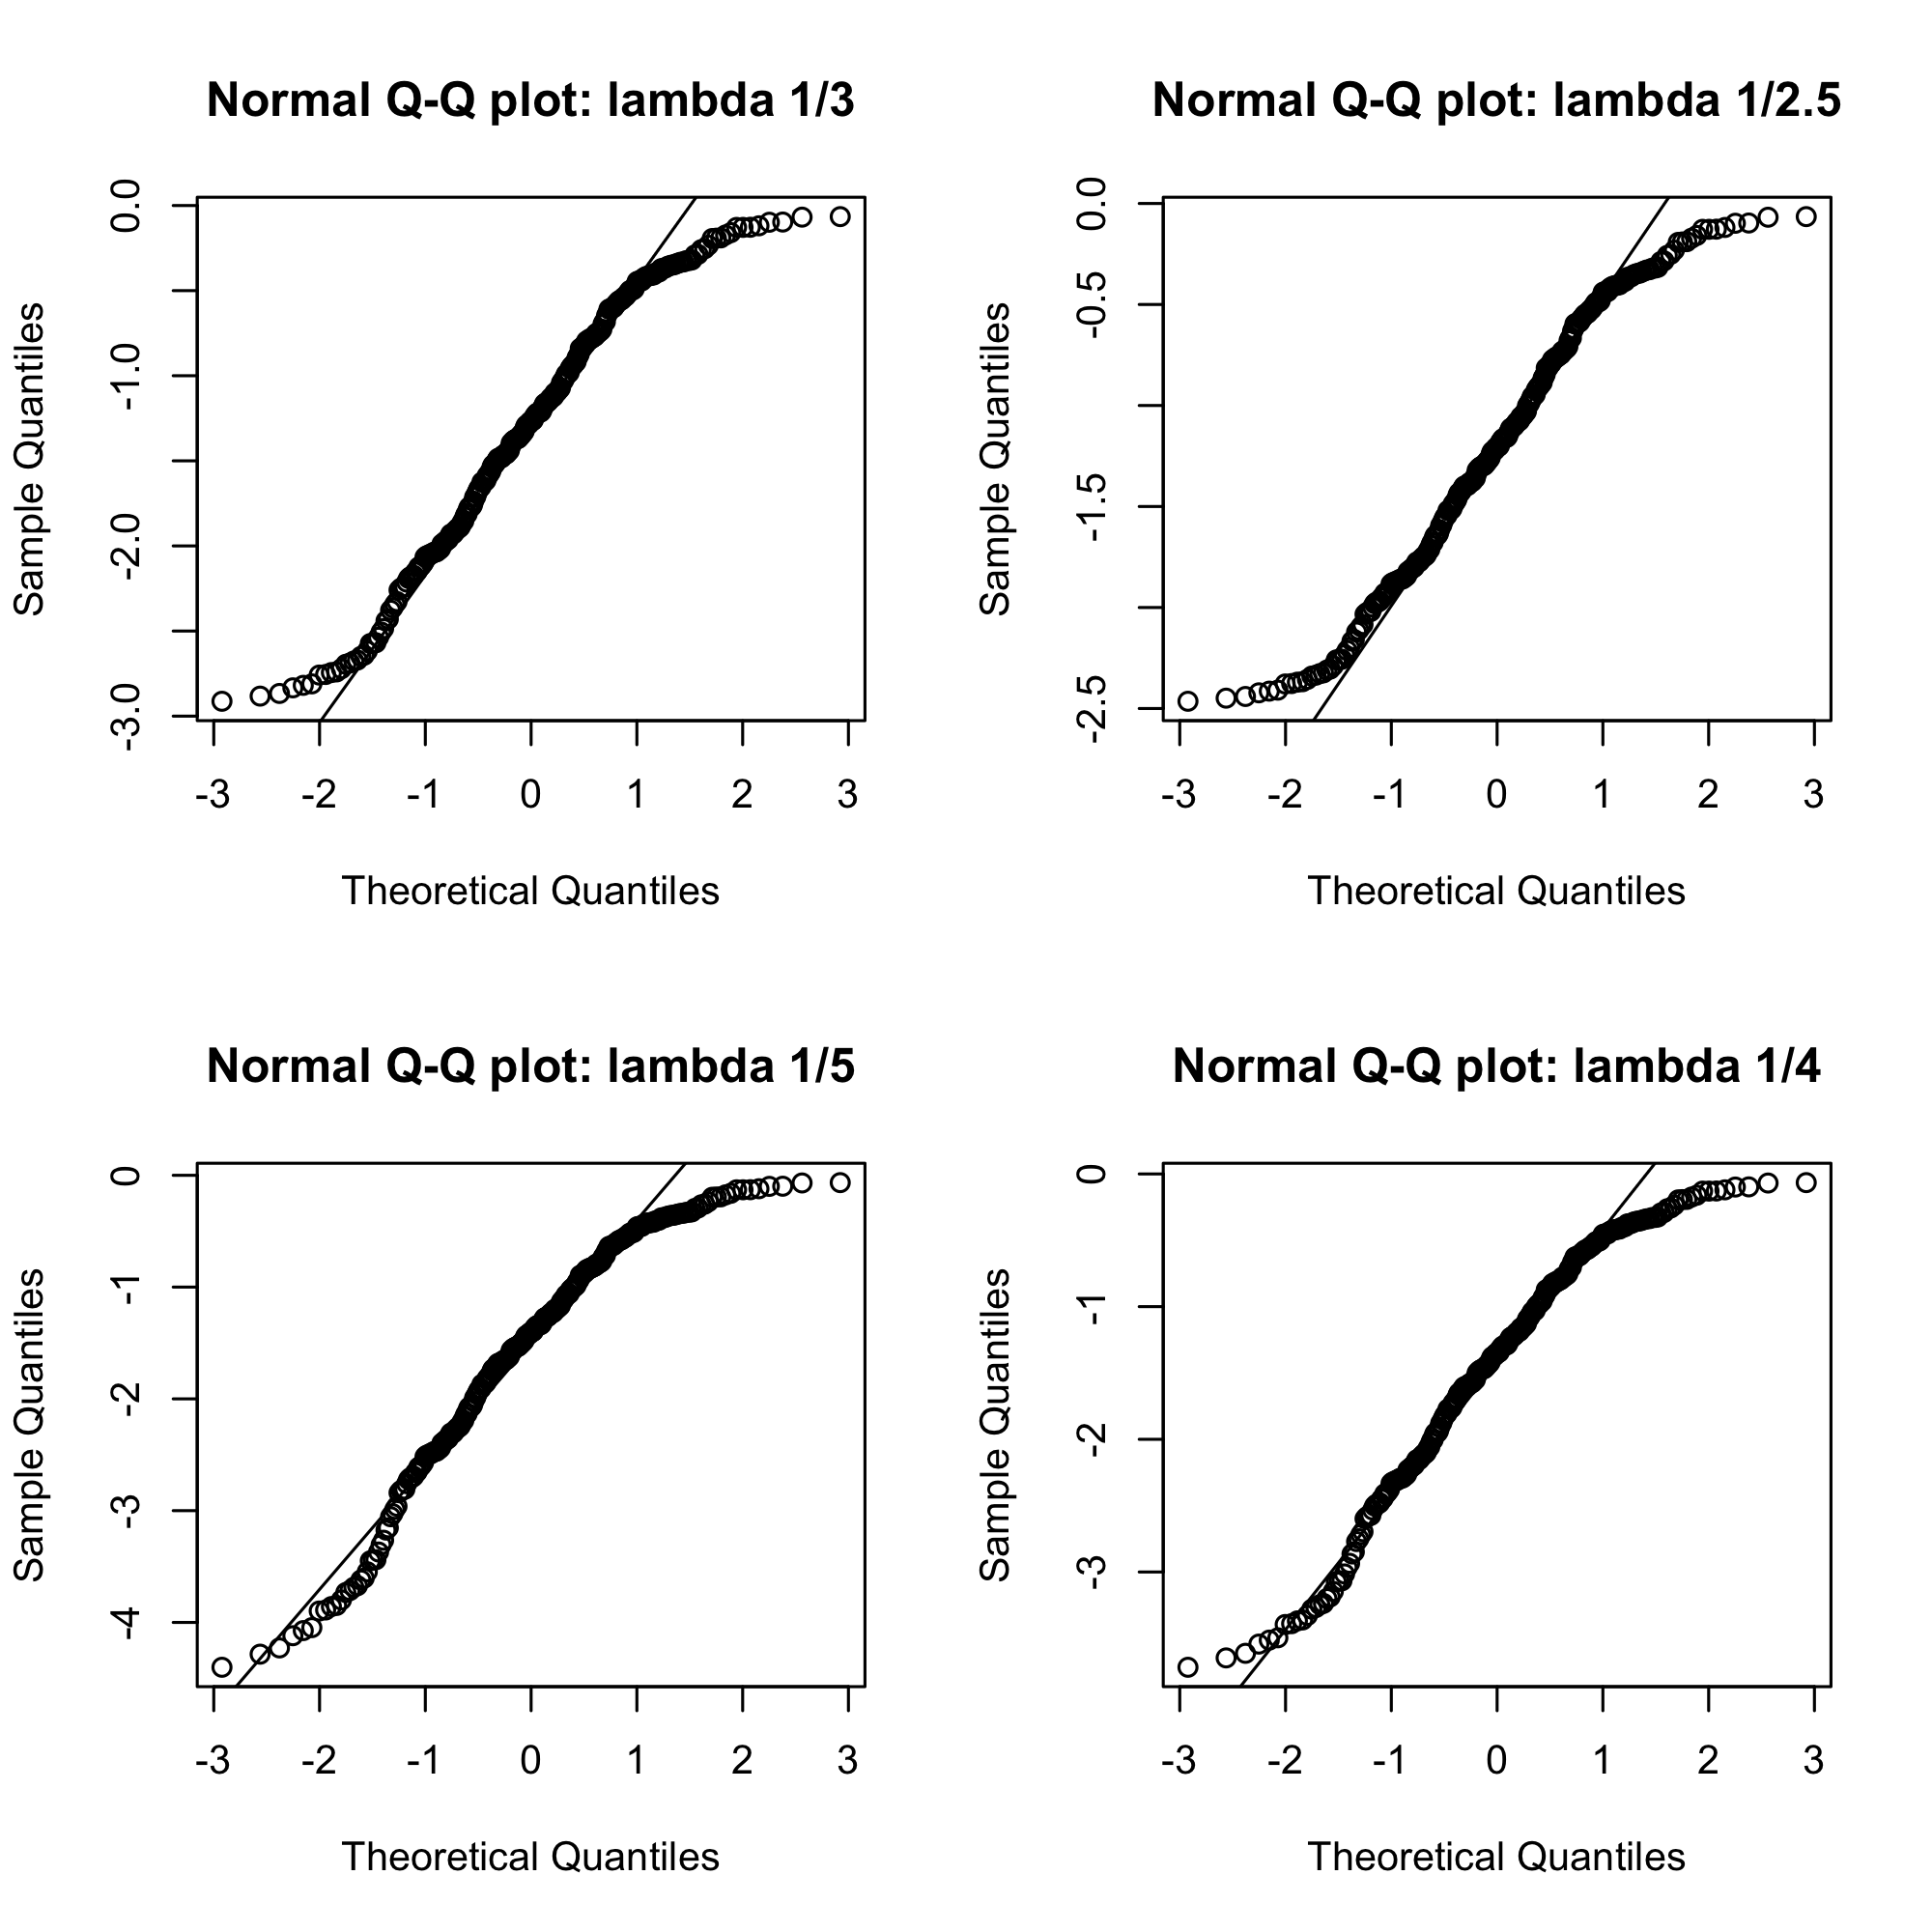 Normal Q-Q plot: lambda 1/3
Sample Quantiles
0.0
-1.0
-2.0
-3.0
-3 -2 -1 0 1 2 3
Theoretical Quantiles
Normal Q-Q plot: lambda 1/2.5
Sample Quantiles
0.0
-0.5
-1.5
-2.5
-3 -2 -1 0 1 2 3
Theoretical Quantiles
Normal Q-Q plot: lambda 1/5
Sample Quantiles
0
-1
-2
-3
-4
-3 -2 -1 0 1 2 3
Theoretical Quantiles
Normal Q-Q plot: lambda 1/4
Sample Quantiles
0
-1
-2
-3
-3 -2 -1 0 1 2 3
Theoretical Quantiles